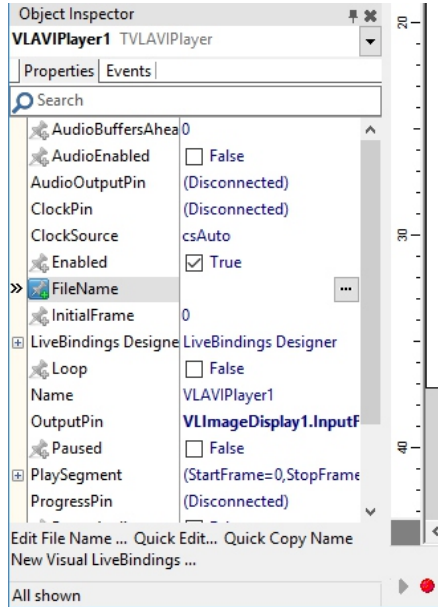 Object Inspector
VLAVIPlayer1 TVLAVIPlayer
Properties Events
Search
AudioBuffersAhea 0
AudioEnabled False
AudioOutputPin (Disconnected)
ClockPin (Disconnected)
ClockSource csAuto
Enabled True
FileName ...
InitialFrame 0
LiveBindings Designe LiveBindings Designer
Loop False
Name VLAVIPlayer1
OutputPin VLImageDisplay1.InputP
Paused False
PlaySegment (StartFrame=0,StopFrame
ProgressPin (Disconnected)
Edit File Name ... Quick Edit... Quick Copy Name
New Visual LiveBindings ...
All shown
20
30
40